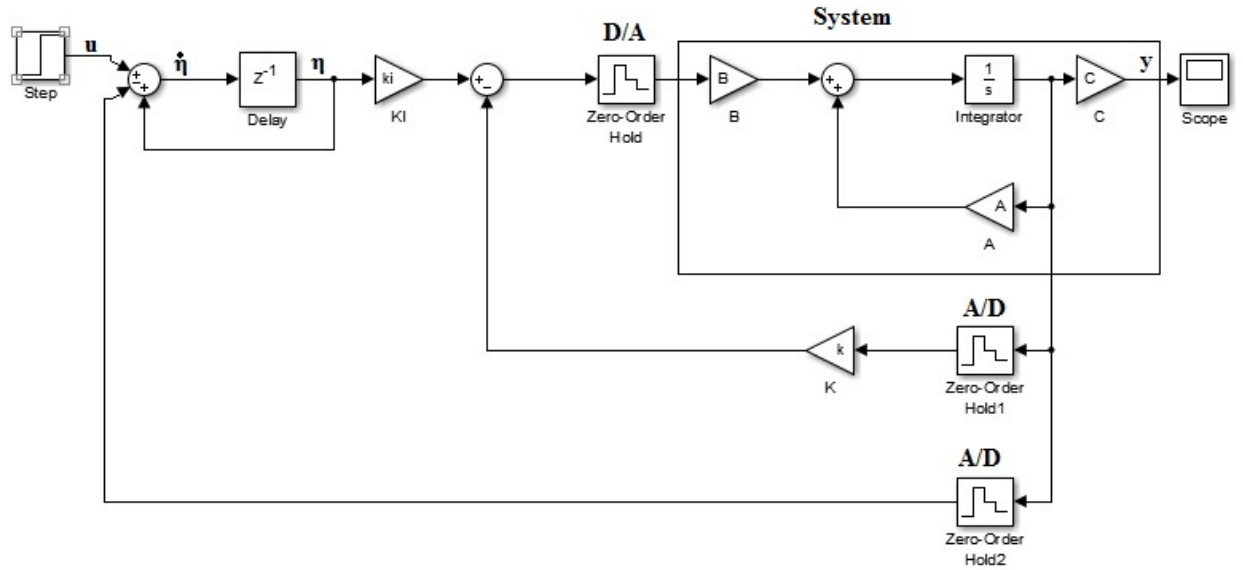 System
D/A
u
η̇
η
y
z⁻¹
ki
B
1
s
C
Step
Delay
KI
Zero-Order
Hold
B
Integrator
C
Scope
A
A
A/D
k
K
Zero-Order
Hold1
A/D
Zero-Order
Hold2